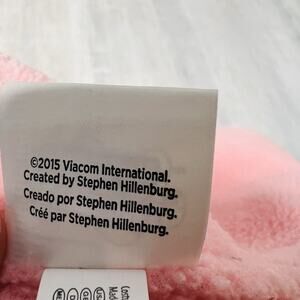 ©2015 Viacom International.
Created by Stephen Hillenburg.
Creado por Stephen Hillenburg.
Créé par Stephen Hillenburg.